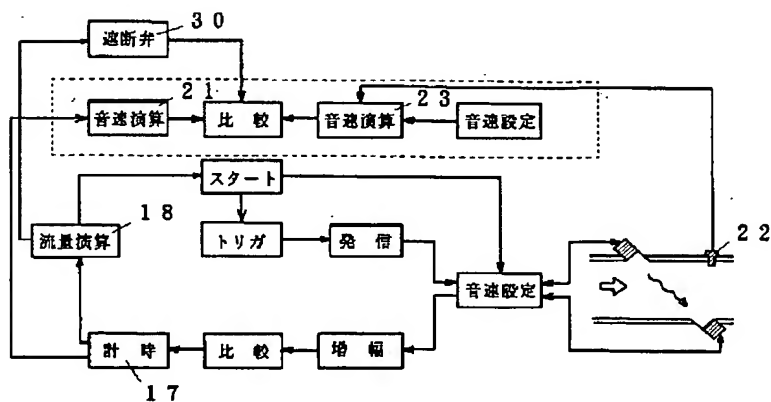 30
遮断弁
21
23
音速演算
比較
音速演算
音速設定
スタート
18
流量演算
トリガ
発信
22
音速設定
計時
比較
増幅
17